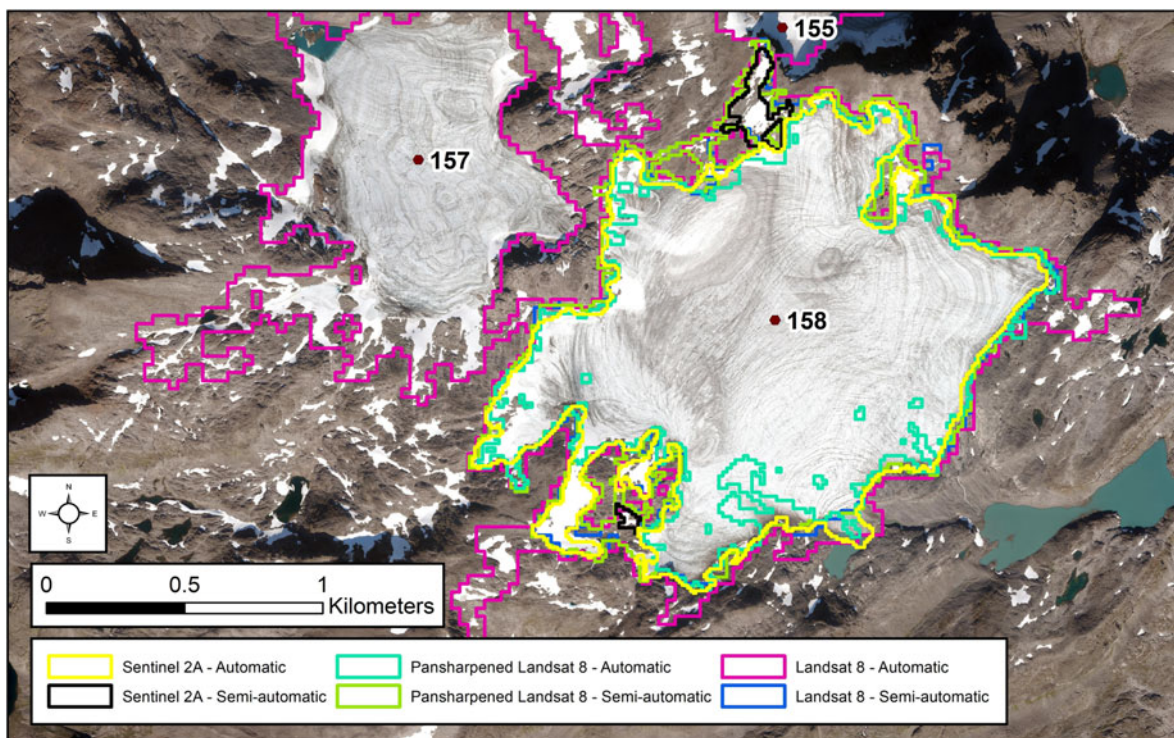 155
157
158
N
W E
S
0 0.5 1
Kilometers
Sentinel 2A - Automatic Pansharpened Landsat 8 - Automatic Landsat 8 - Automatic
Sentinel 2A - Semi-automatic Pansharpened Landsat 8 - Semi-automatic Landsat 8 - Semi-automatic